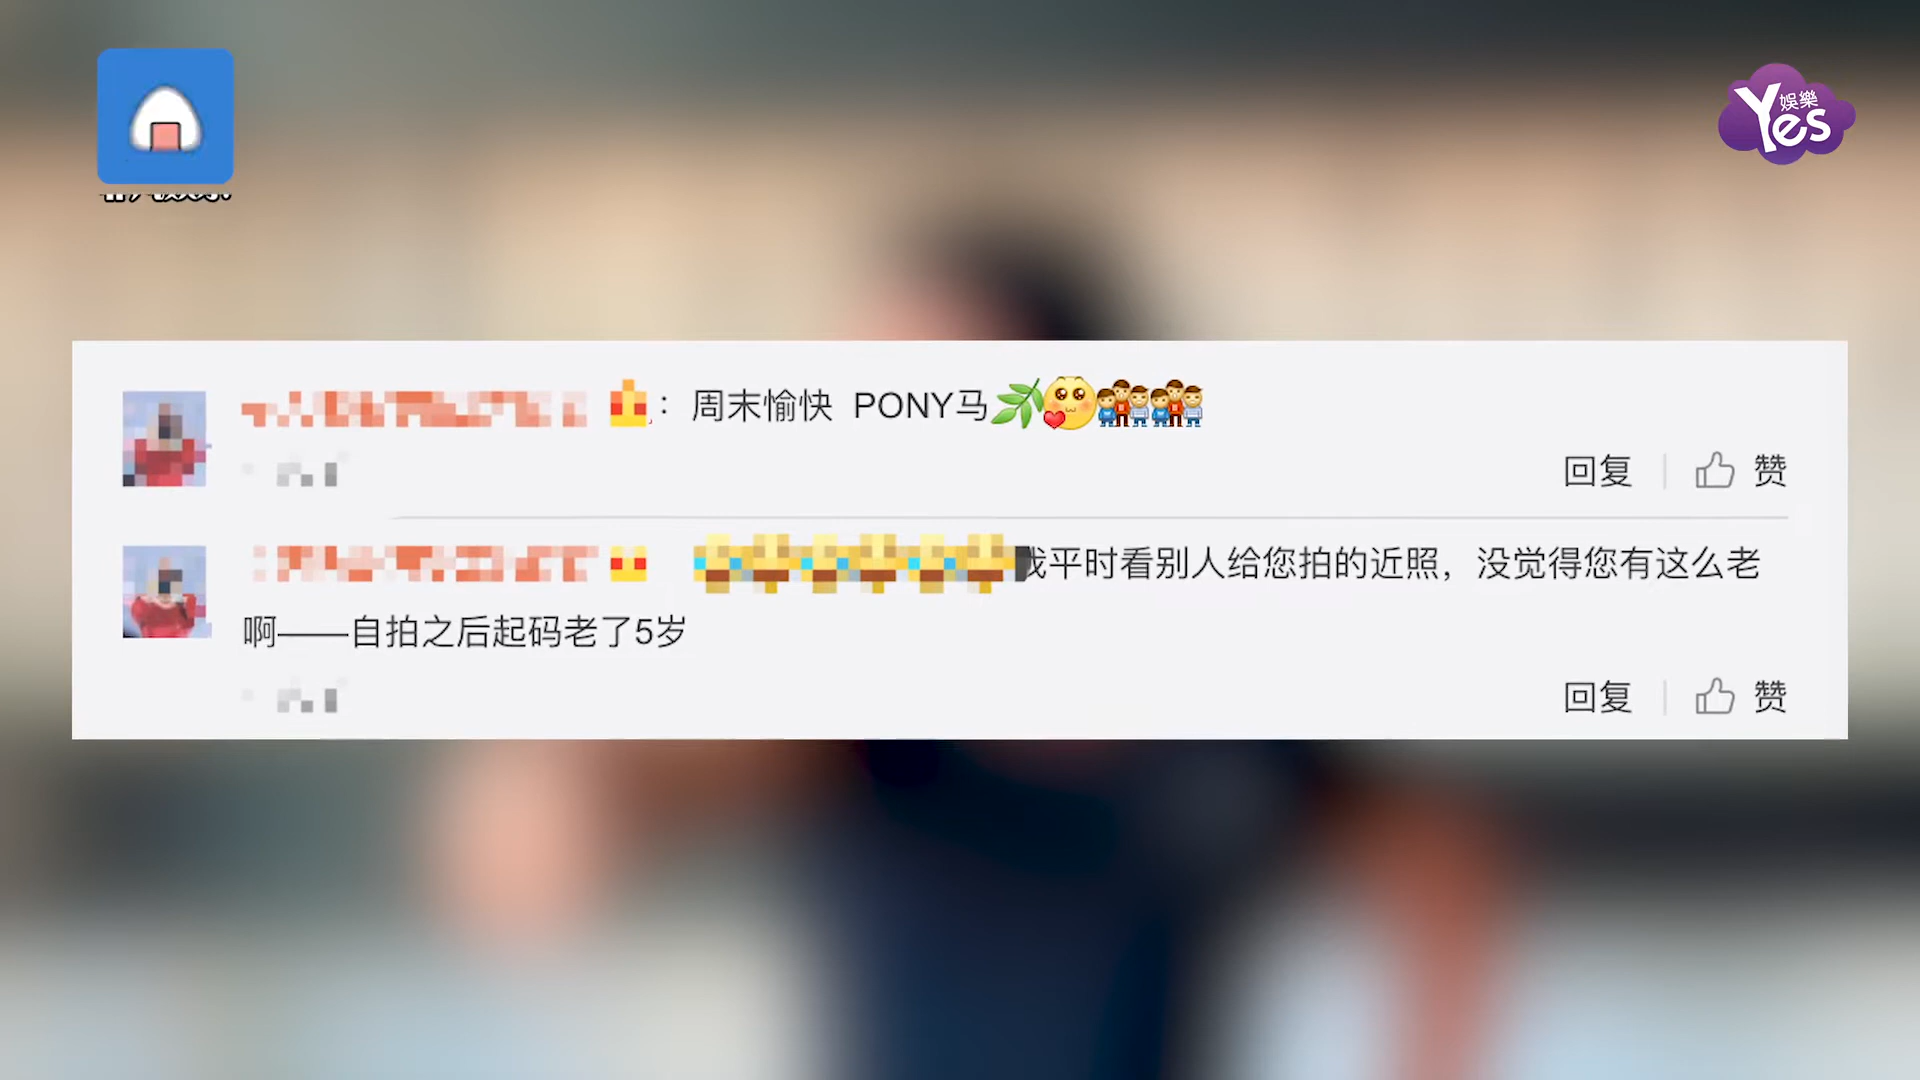 Yes 娛樂
：周末愉快 PONY马
回复 赞
我平时看别人给您拍的近照，没觉得您有这么老
啊——自拍之后起码老了5岁
回复 赞